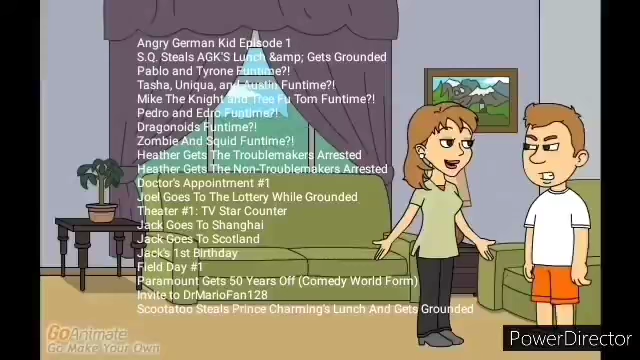 Angry German Kid Episode 1
S.Q. Steals AGK'S Lunch &amp; Gets Grounded
Pablo and Tyrone Funtime?!
Tasha, Uniqua, and Austin Funtime?!
Mike The Knight and Tree Fu Tom Funtime?!
Pedro and Edro Funtime?!
Dragonoids Funtime?!
Zombie And Squid Funtime?!
Heather Gets The Troublemakers Arrested
Heather Gets The Non-Troublemakers Arrested
Doctor's Appointment #1
Joel Goes To The Lottery While Grounded
Theater #1: TV Star Counter
Jack Goes To Shanghai
Jack Goes To Scotland
Jack's 1st Birthday
Field Day #1
Paramount Gets 50 Years Off (Comedy World Form)
Invite to DrMarioFan128
Scootatoo Steals Prince Charming's Lunch And Gets Grounded
GoAnimate
Go Make Your Own
PowerDirector